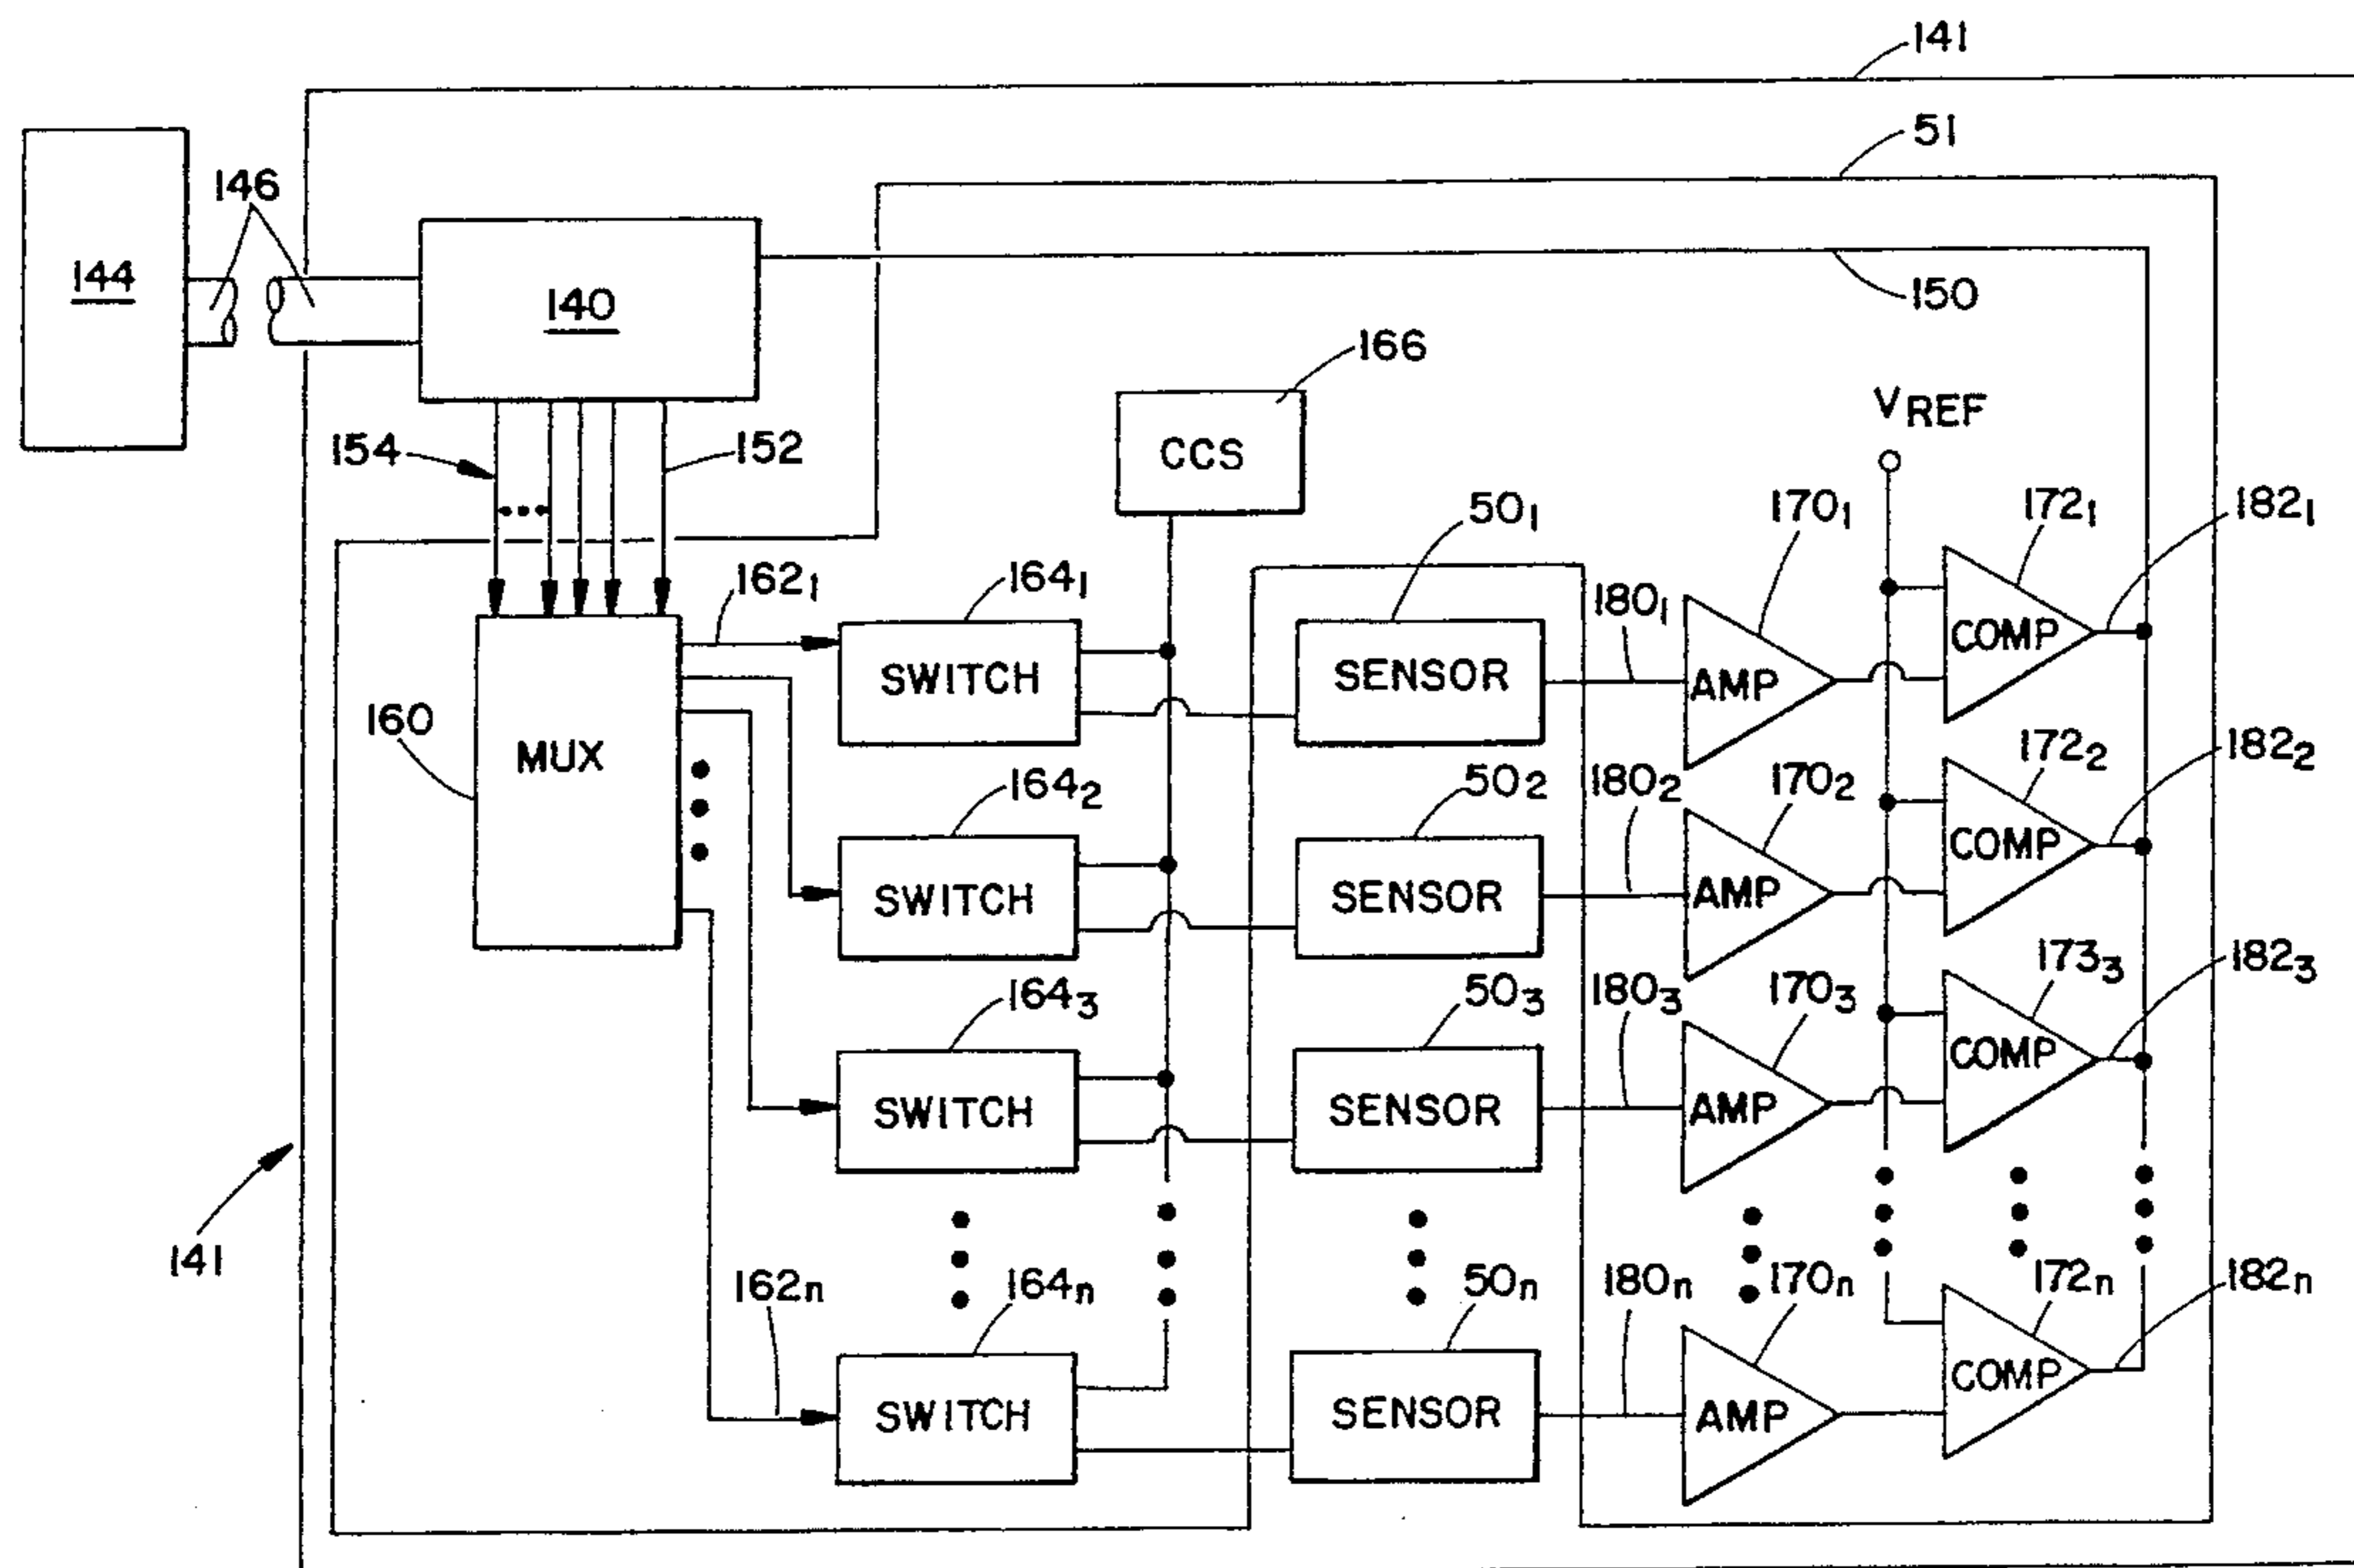 141
51
146
144
140
150
166
CCS
V REF
154
152
50₁
170₁
172₁
182₁
162₁
164₁
180₁
SWITCH
SENSOR
AMP
COMP
160
MUX
164₂
50₂
180₂
170₂
172₂
182₂
SWITCH
SENSOR
AMP
COMP
164₃
50₃
180₃
170₃
173₃
182₃
SWITCH
SENSOR
AMP
COMP
141
162n
164n
50n
180n
170n
172n
182n
SWITCH
SENSOR
AMP
COMP